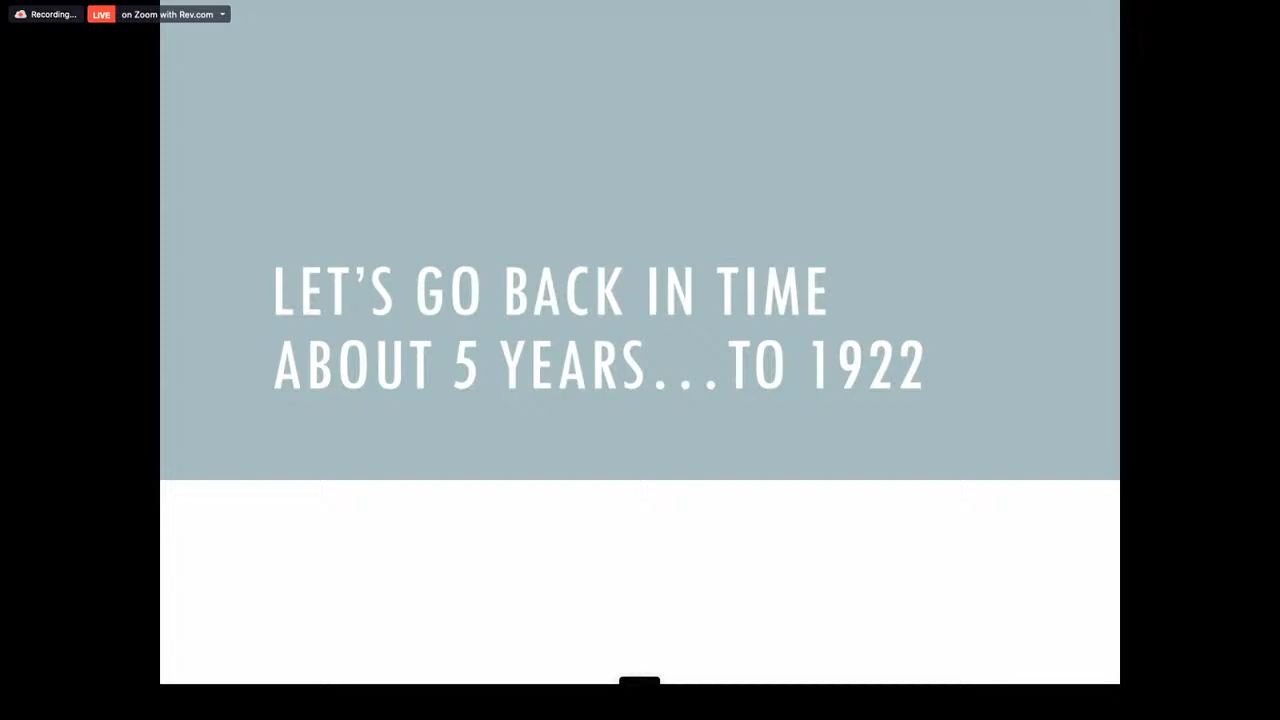 Recording...
LIVE
on Zoom with Rev.com
LET’S GO BACK IN TIME
ABOUT 5 YEARS...TO 1922